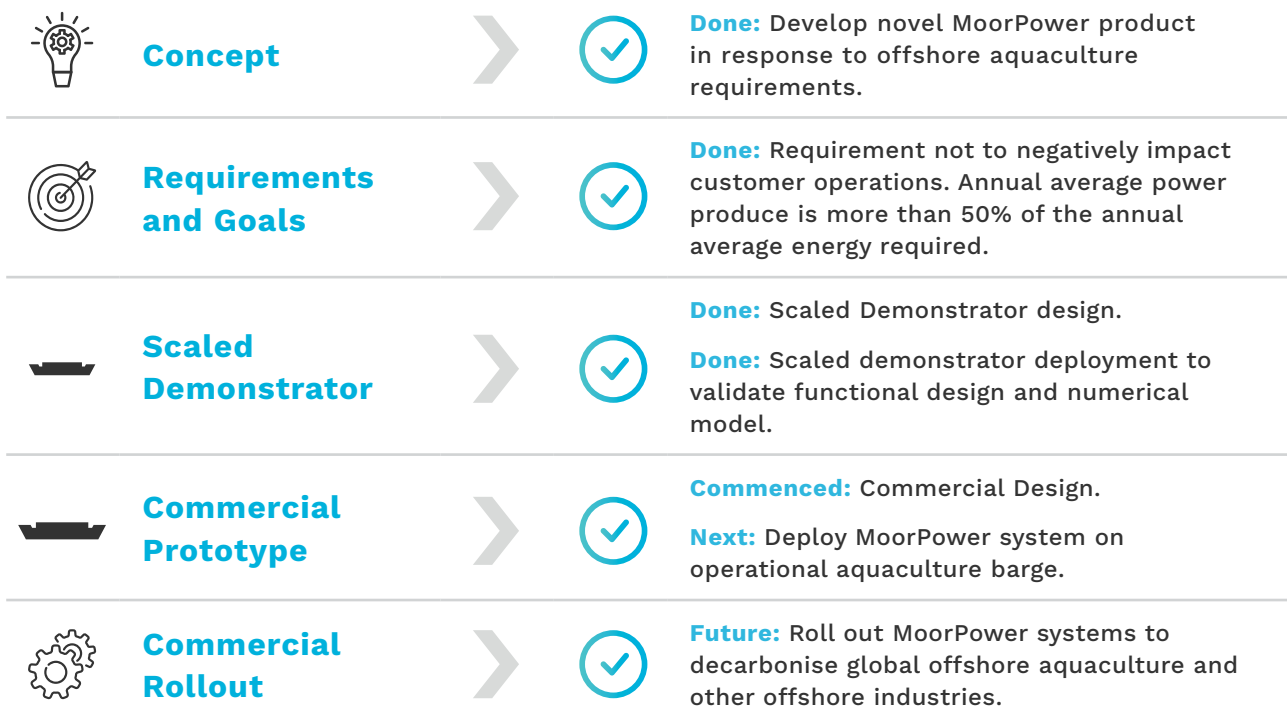 Concept
Done: Develop novel MoorPower product
in response to offshore aquaculture
requirements.
Requirements
and Goals
Done: Requirement not to negatively impact
customer operations. Annual average power
produce is more than 50% of the annual
average energy required.
Scaled
Demonstrator
Done: Scaled Demonstrator design.
Done: Scaled demonstrator deployment to
validate functional design and numerical
model.
Commercial
Prototype
Commenced: Commercial Design.
Next: Deploy MoorPower system on
operational aquaculture barge.
Commercial
Rollout
Future: Roll out MoorPower systems to
decarbonise global offshore aquaculture and
other offshore industries.